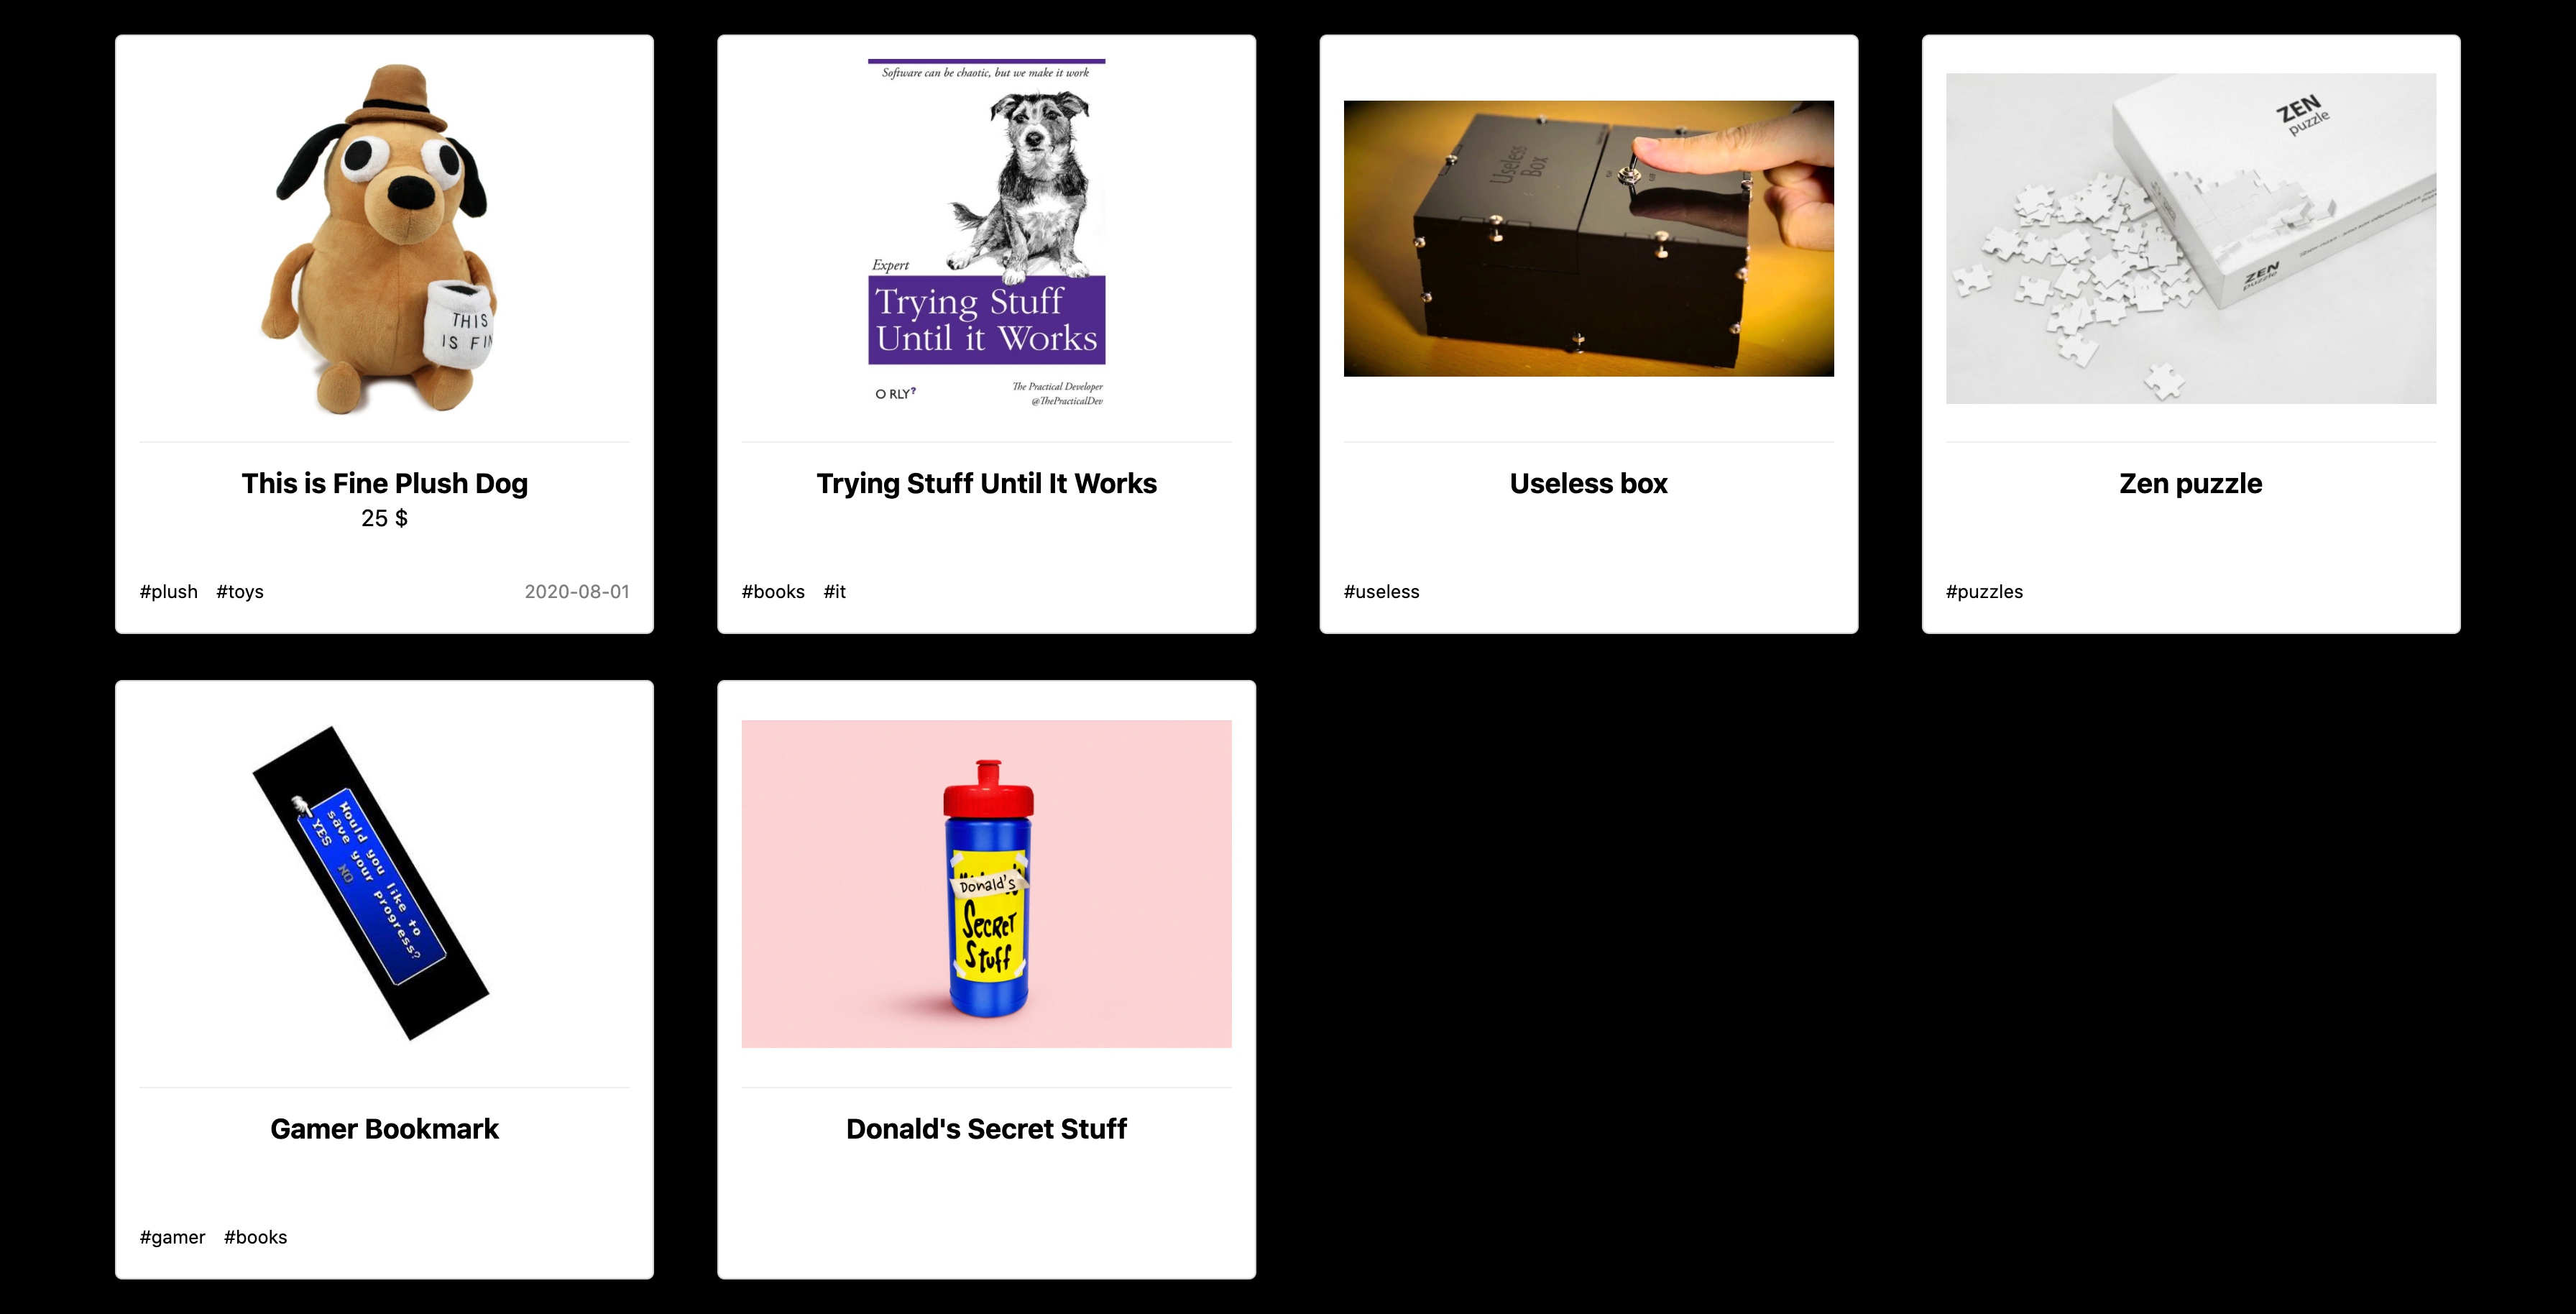 THIS
IS FIN
This is Fine Plush Dog
25 $
#plush #toys 2020-08-01
Software can be chaotic, but we make it work
Expert
Trying Stuff
Until it Works
O RLY?
The Practical Developer
@ThePracticalDev
Trying Stuff Until It Works
#books #it
Useless
Box
Useless box
#useless
ZEN
puzzle
ZEN
puzzle
Zen puzzle
#puzzles
Would you like to
save your progress?
YES NO
Gamer Bookmark
#gamer #books
Donald's
Secret
Stuff
Donald's Secret Stuff